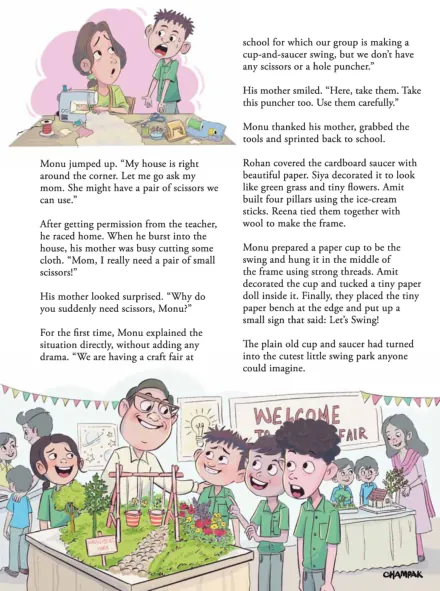 Monu jumped up. “My house is right
around the corner. Let me go ask my
mom. She might have a pair of scissors we
can use.”
After getting permission from the teacher,
he raced home. When he burst into the
house, his mother was busy cutting some
cloth. “Mom, I really need a pair of small
scissors!”
His mother looked surprised. “Why do
you suddenly need scissors, Monu?”
For the first time, Monu explained the
situation directly, without adding any
drama. “We are having a craft fair at
school for which our group is making a
cup-and-saucer swing, but we don’t have
any scissors or a hole puncher.”
His mother smiled. “Here, take them. Take
this puncher too. Use them carefully.”
Monu thanked his mother, grabbed the
tools and sprinted back to school.
Rohan covered the cardboard saucer with
beautiful paper. Siya decorated it to look
like green grass and tiny flowers. Amit
built four pillars using the ice-cream
sticks. Reena tied them together with
wool to make the frame.
Monu prepared a paper cup to be the
swing and hung it in the middle of
the frame using strong threads. Amit
decorated the cup and tucked a tiny paper
doll inside it. Finally, they placed the tiny
paper bench at the edge and put up a
small sign that said: Let’s Swing!
The plain old cup and saucer had turned
into the cutest little swing park anyone
could imagine.
WELCOME
FAIR
CHAMPAK